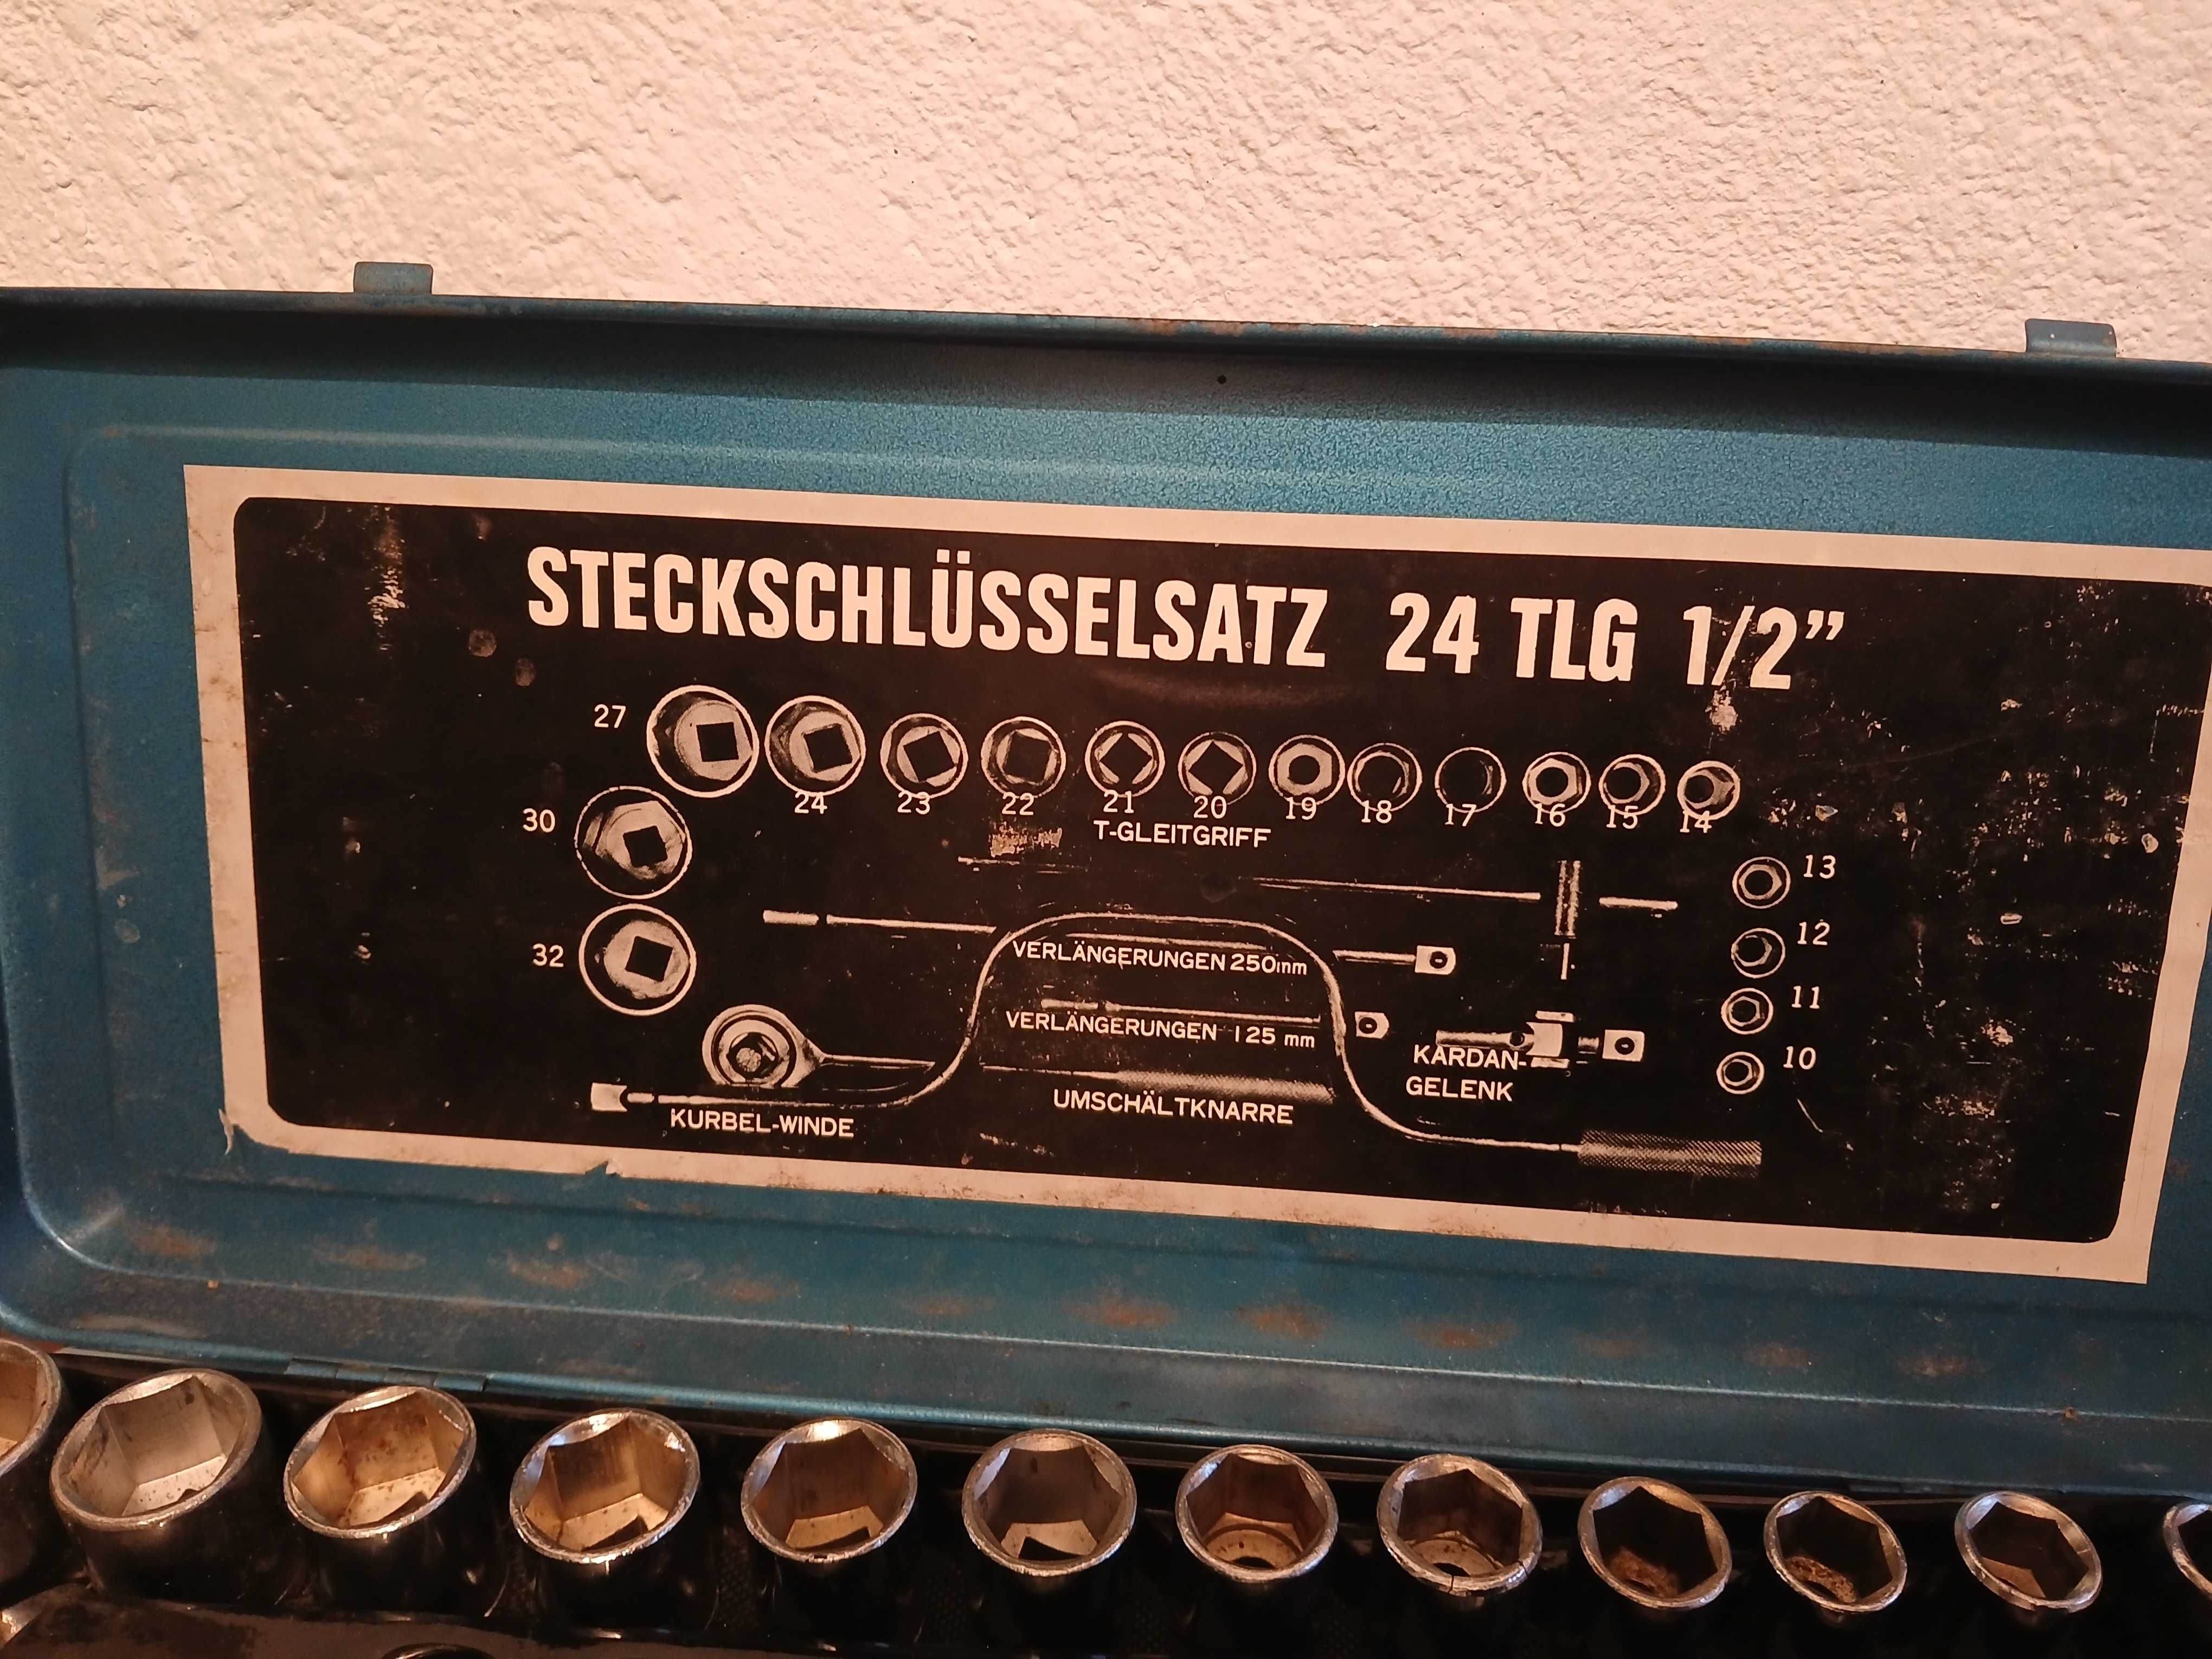 STECKSCHLÜSSELSATZ 24 TLG 1/2”
27
24 23 22 21 20 19 18 17 16 15 14
30
T-GLEITGRIFF
13
32
VERLÄNGERUNGEN 250mm
12
VERLÄNGERUNGEN 125 mm
11
KARDAN-
GELENK
10
KURBEL-WINDE
UMSCHÄLTKNARRE